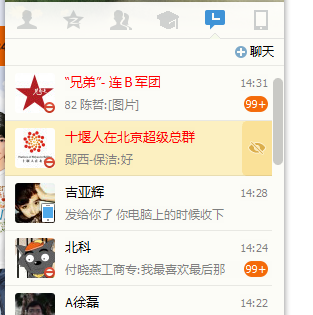 聊天
“兄弟”- 连 B 军团
14:31
82 陈哲:[图片]
99+
十堰人在北京超级总群
郧西-保洁:好
吉亚辉
14:28
发给你了 你电脑上的时候收下
北科
14:24
付晓燕工商专:我最喜欢最后那
99+
A徐磊
14:22